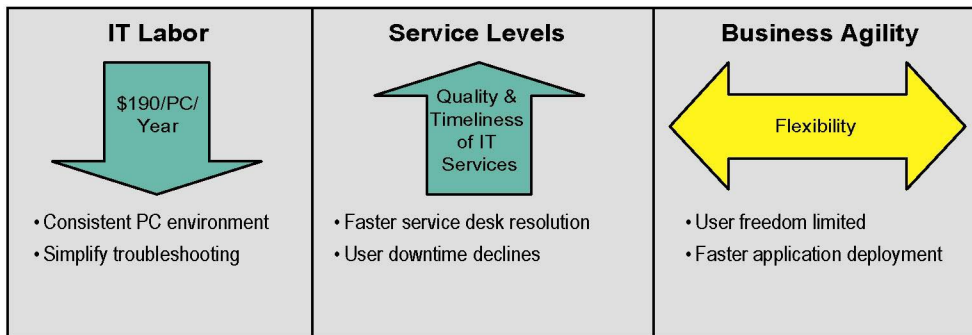 IT Labor
$190/PC/
Year
• Consistent PC environment
• Simplify troubleshooting
Service Levels
Quality &
Timeliness
of IT
Services
• Faster service desk resolution
• User downtime declines
Business Agility
Flexibility
• User freedom limited
• Faster application deployment